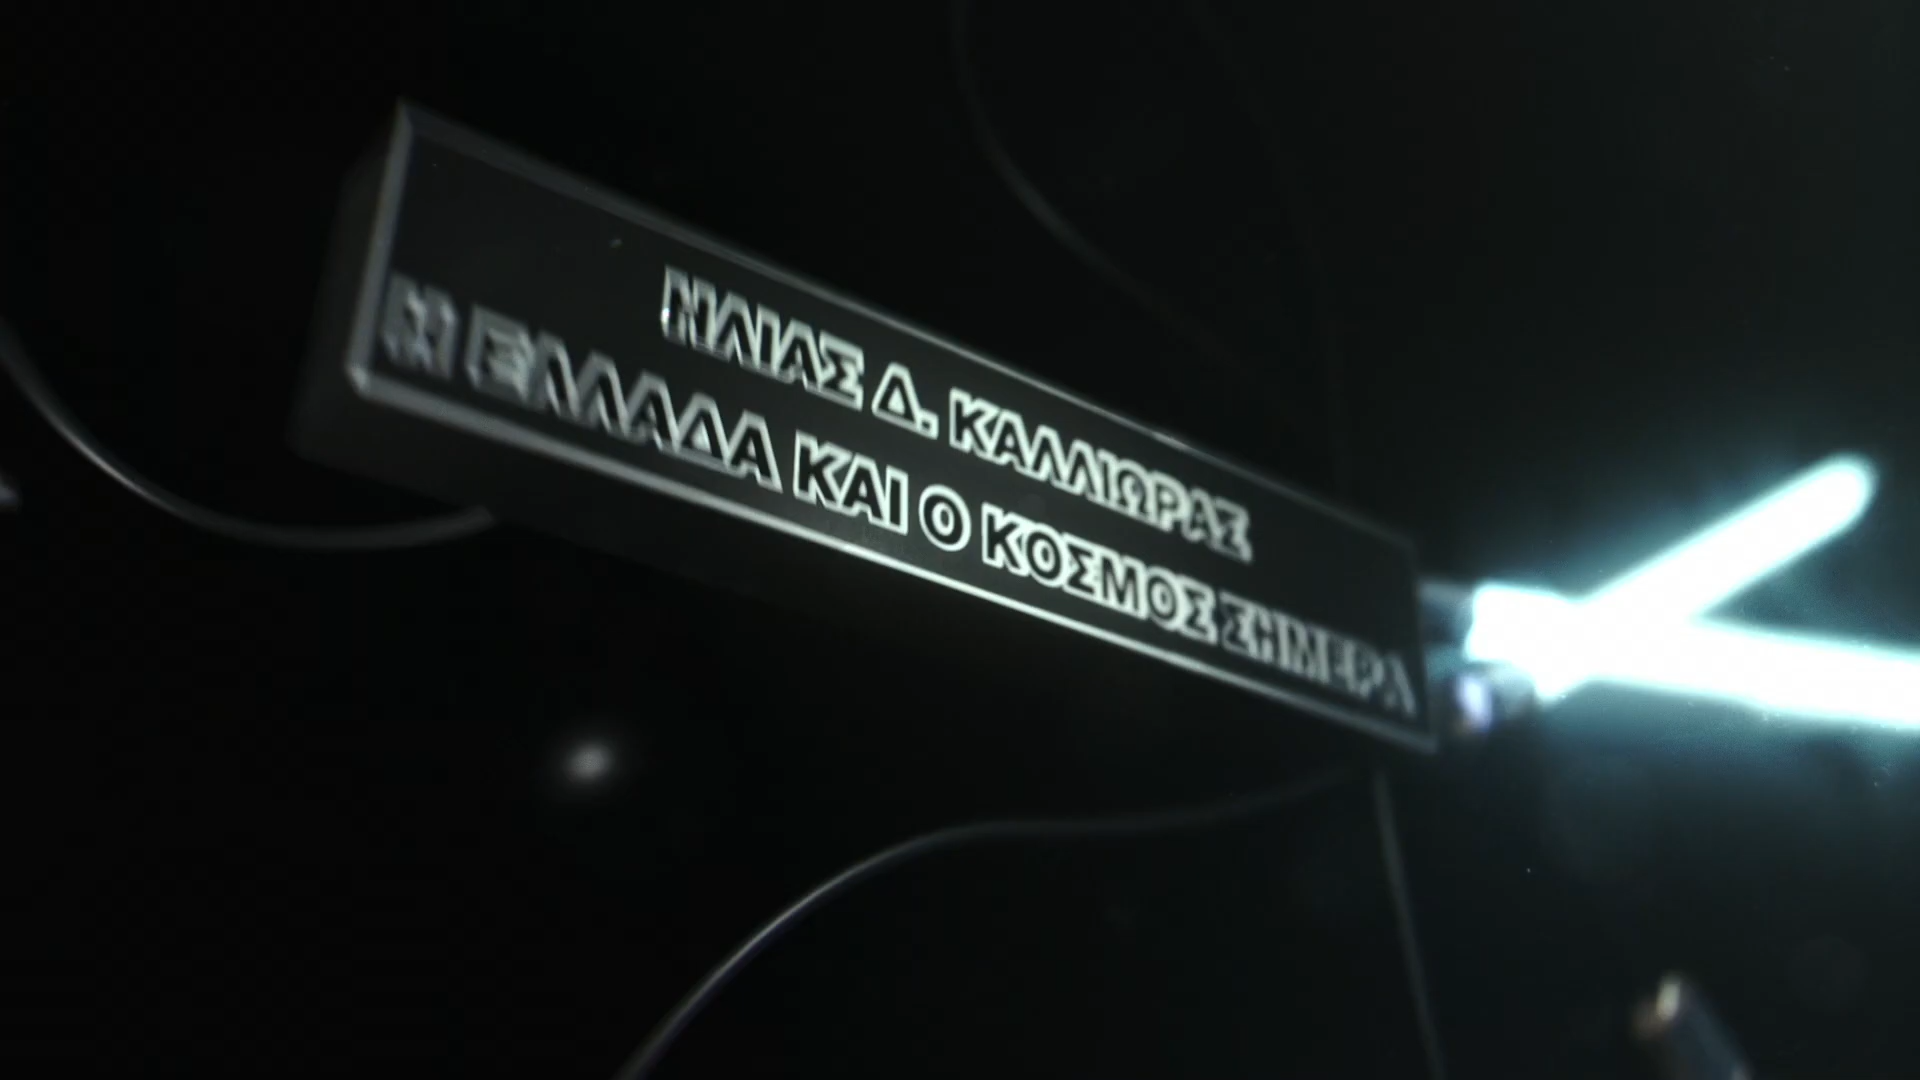 ΗΛΙΑΣ Δ. ΚΑΛΛΙΩΡΑΣ
Η ΕΛΛΑΔΑ ΚΑΙ Ο ΚΟΣΜΟΣ ΣΗΜΕΡΑ